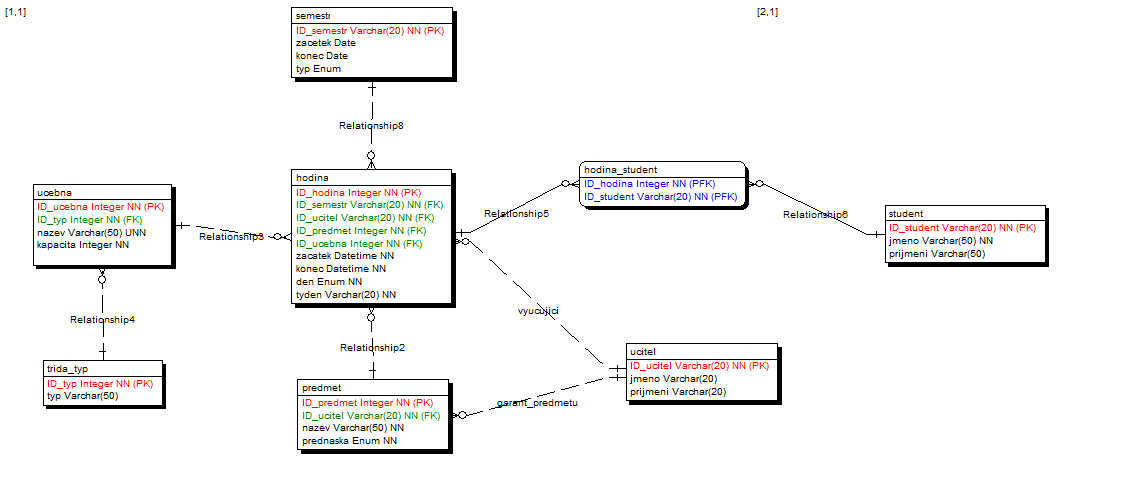 [1,1]
[2,1]
semestr
ID_semestr Varchar(20) NN (PK)
zacetek Date
konec Date
typ Enum
Relationship8
hodina
ID_hodina Integer NN (PK)
ID_semestr Varchar(20) NN (FK)
ID_ucitel Varchar(20) NN (FK)
ID_predmet Integer NN (FK)
ID_ucebna Integer NN (FK)
zacatek Datetime NN
konec Datetime NN
den Enum NN
tyden Varchar(20) NN
hodina_student
ID_hodina Integer NN (PFK)
ID_student Varchar(20) NN (PFK)
ucebna
ID_ucebna Integer NN (PK)
ID_typ Integer NN (FK)
nazev Varchar(50) UNN
kapacita Integer NN
Relationship3
Relationship5
Relationship6
student
ID_student Varchar(20) NN (PK)
jmeno Varchar(50) NN
prijmeni Varchar(50)
Relationship4
vyucujici
Relationship2
trida_typ
ID_typ Integer NN (PK)
typ Varchar(50)
ucitel
ID_ucitel Varchar(20) NN (PK)
jmeno Varchar(20)
prijmeni Varchar(20)
predmet
ID_predmet Integer NN (PK)
ID_ucitel Varchar(20) NN (FK)
nazev Varchar(50) NN
prednaska Enum NN
garant_predmetu